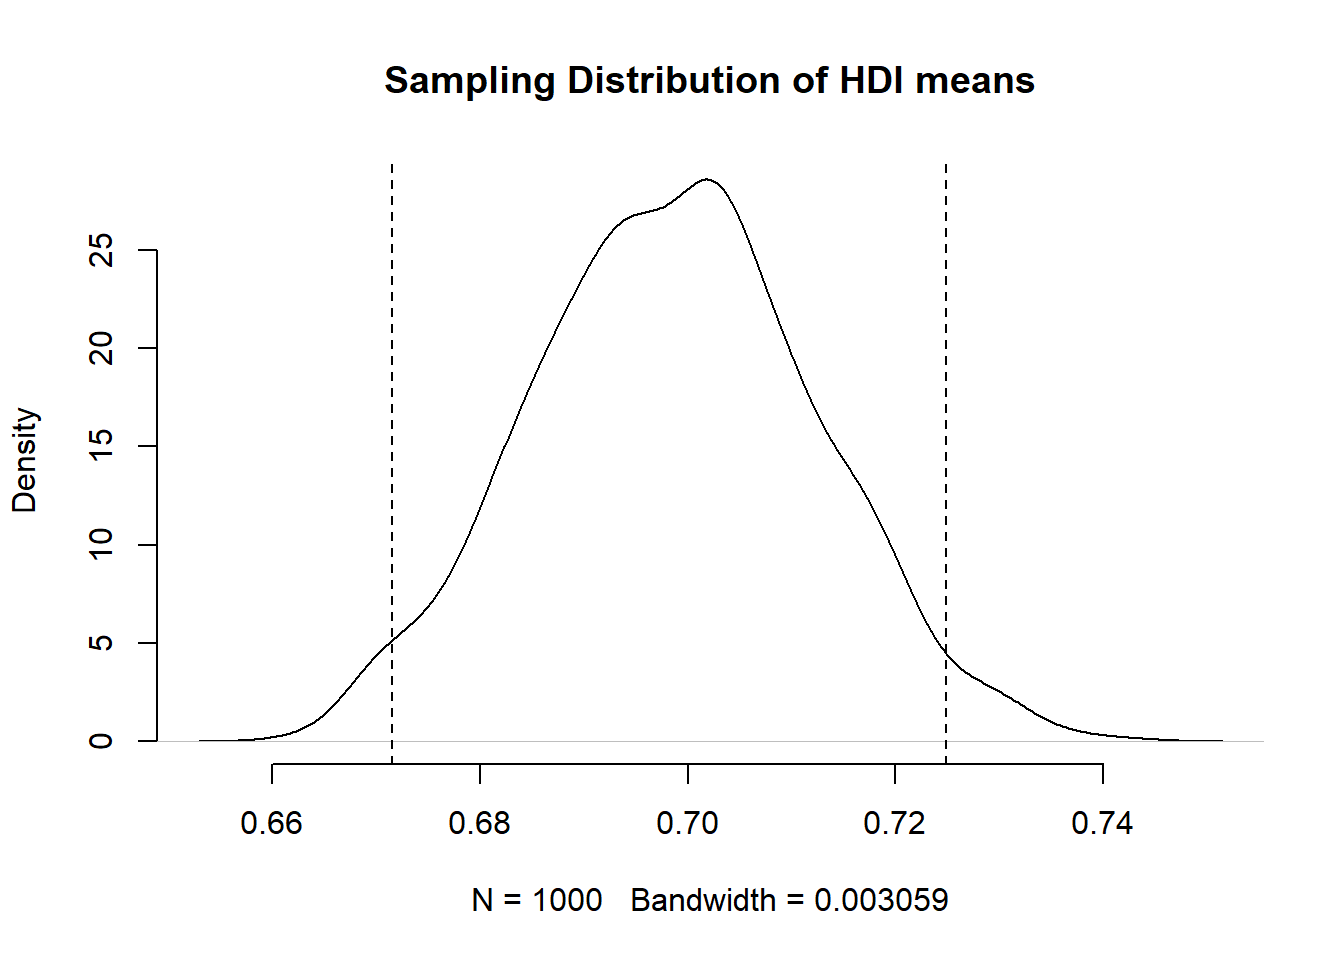 Sampling Distribution of HDI means
Density
25
20
15
10
5
0
0.66 0.68 0.70 0.72 0.74
N = 1000 Bandwidth = 0.003059